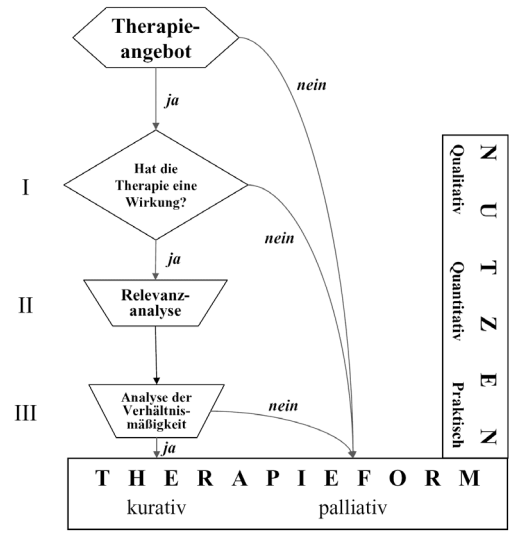 Therapie-
angebot
nein
ja
I
Hat die
Therapie eine
Wirkung?
nein
ja
II
Relevanz-
analyse
III
Analyse der
Verhältnis-
mäßigkeit
nein
ja
N U T Z E N
Qualitativ Quantitativ Praktisch
T H E R A P I E F O R M
kurativ palliativ